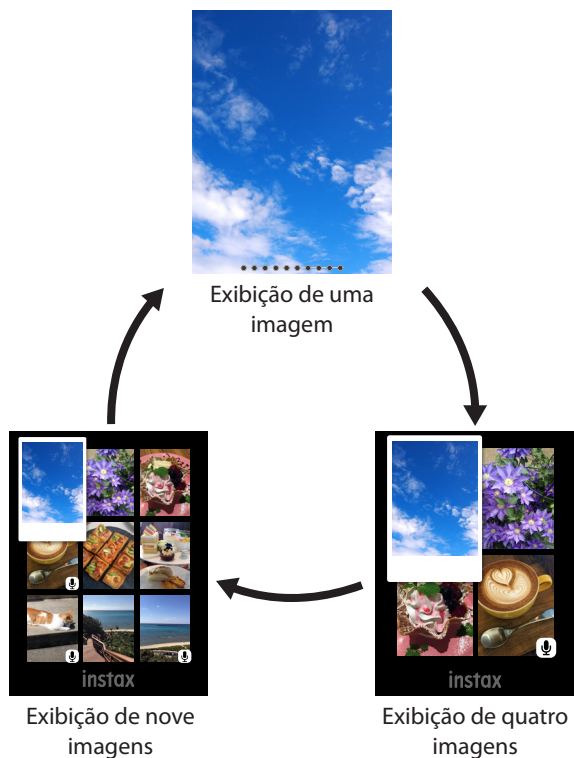 Exibição de uma
imagem
instax
Exibição de nove
imagens
instax
Exibição de quatro
imagens